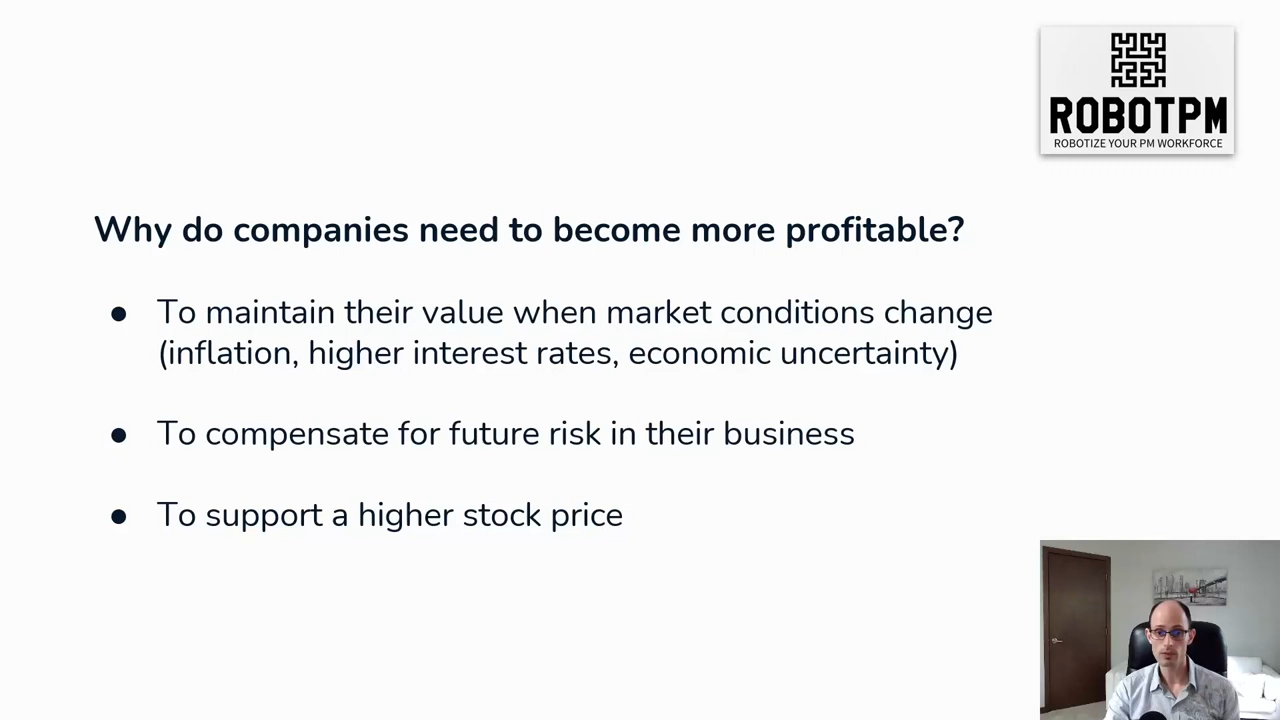 ROBOTPM
ROBOTIZE YOUR PM WORKFORCE
Why do companies need to become more profitable?
● To maintain their value when market conditions change
(inflation, higher interest rates, economic uncertainty)
● To compensate for future risk in their business
● To support a higher stock price